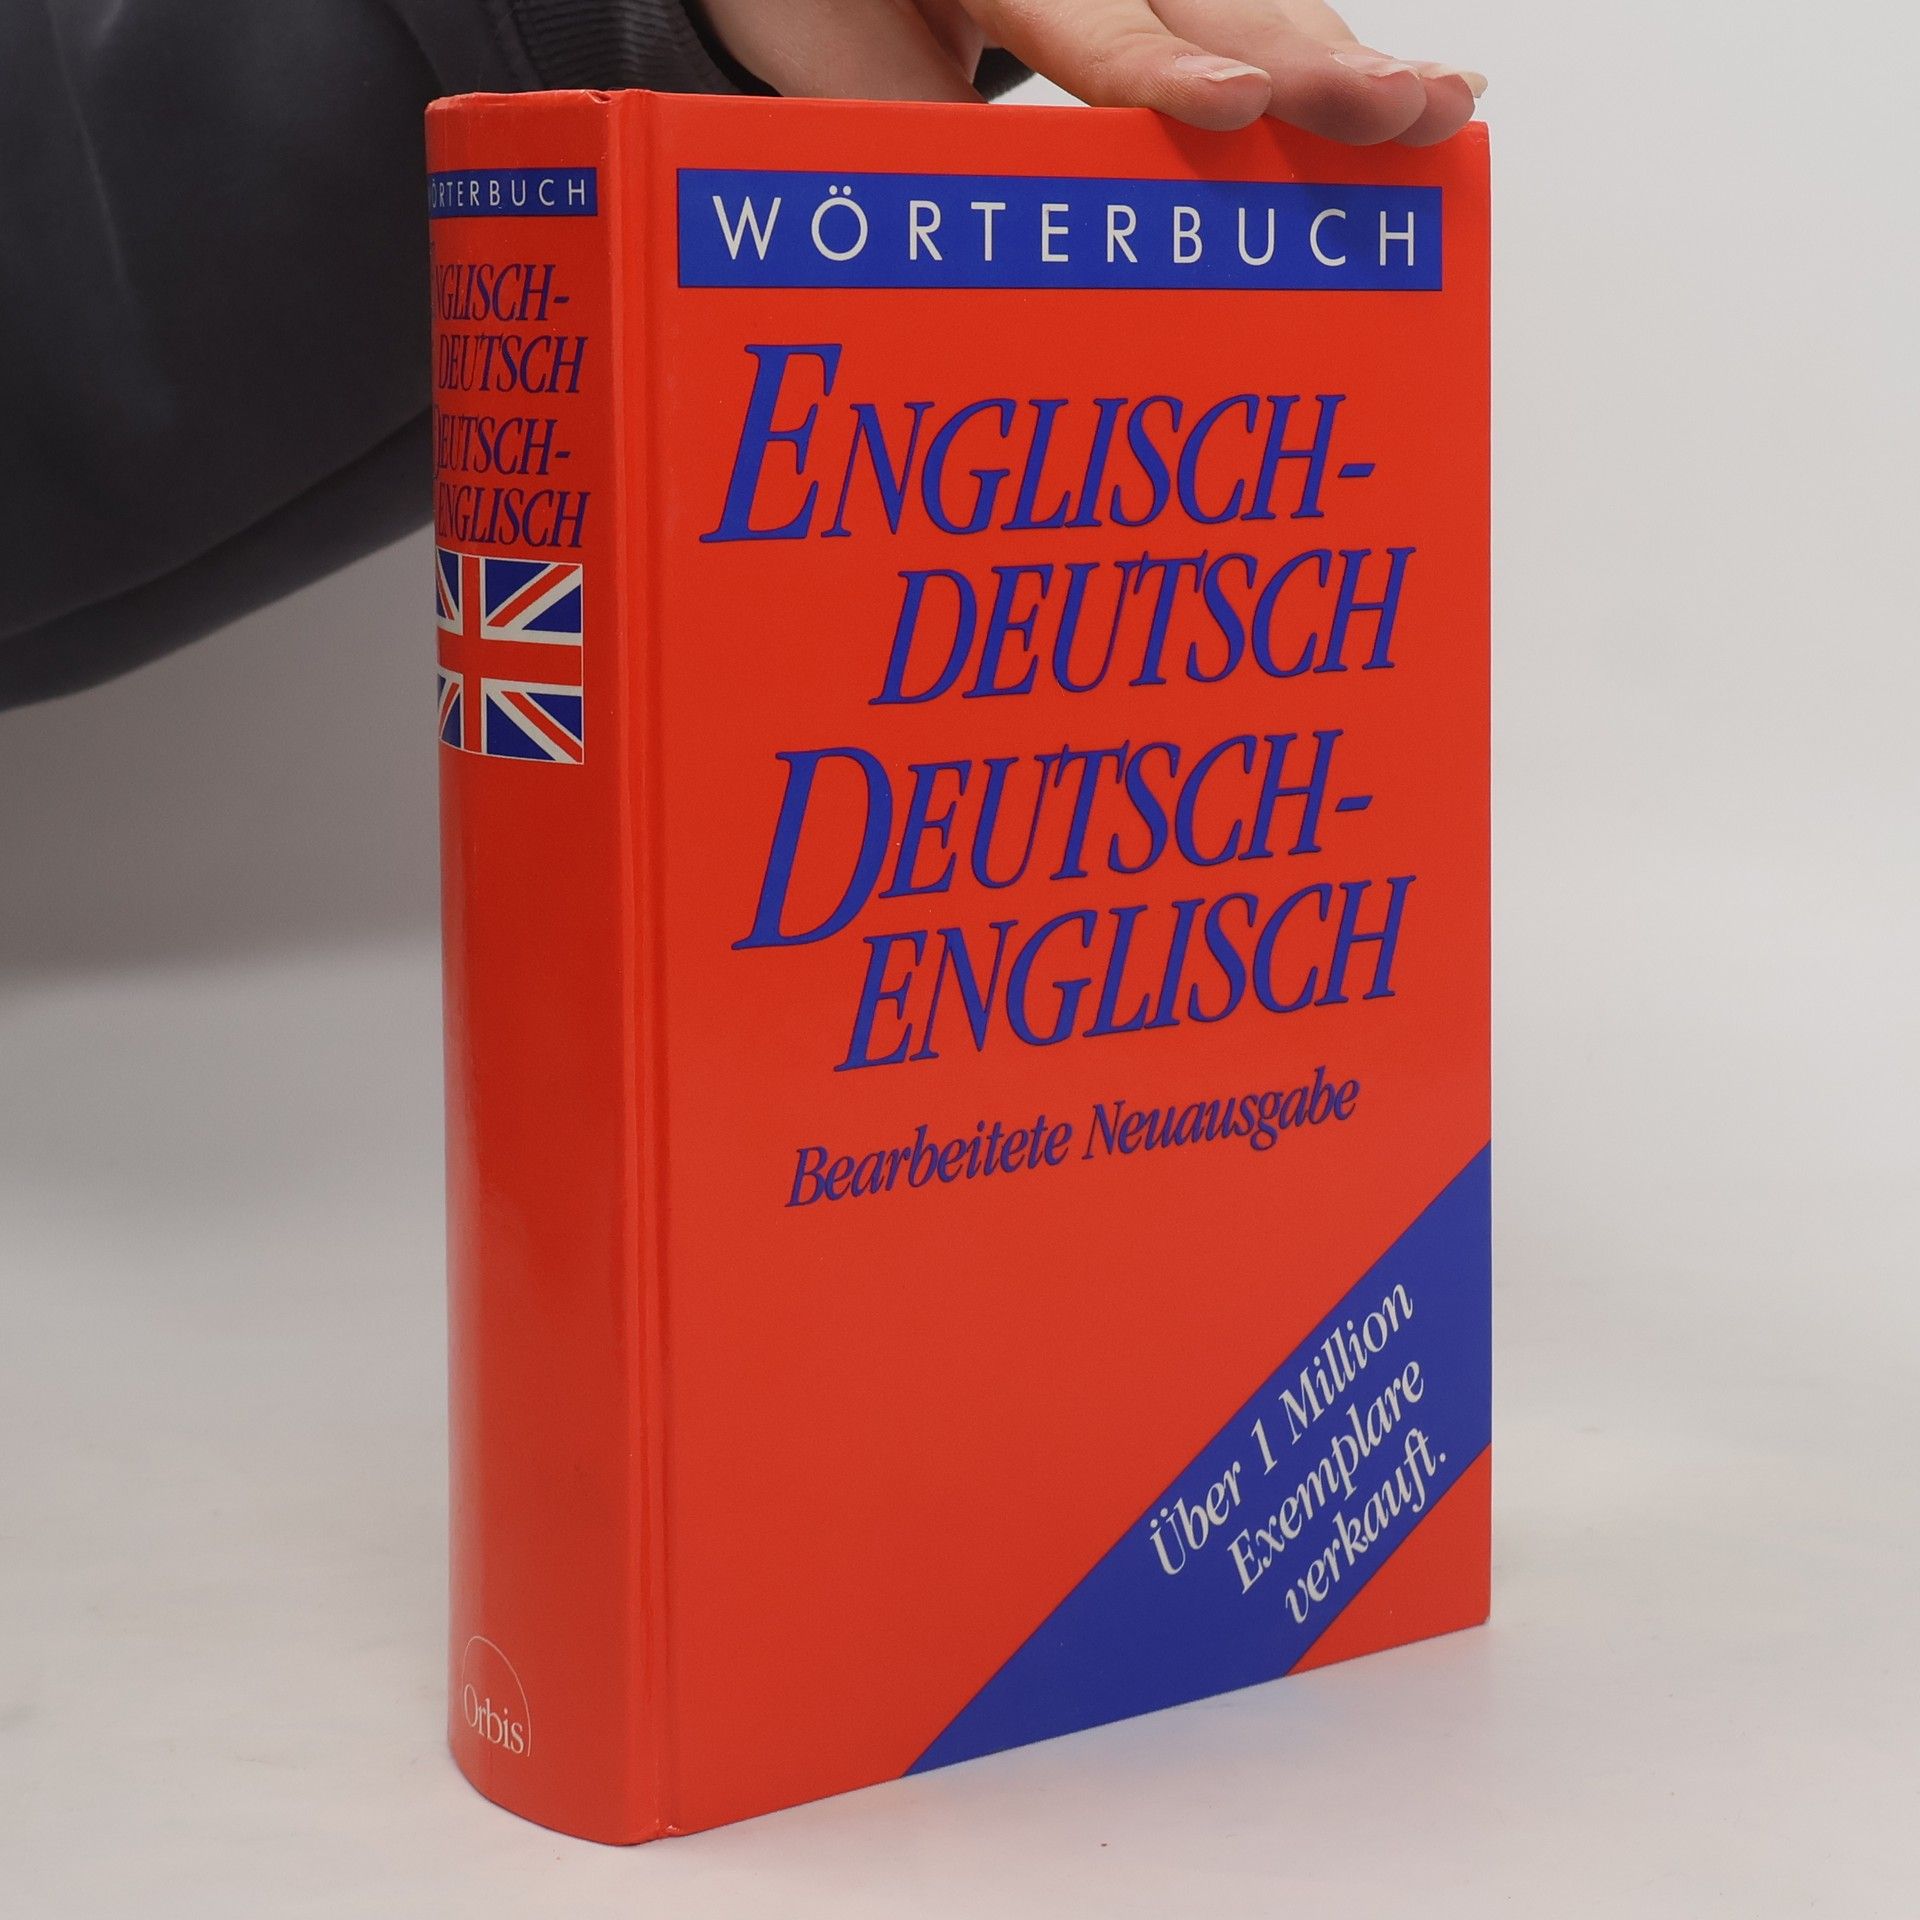 WÖRTERBUCH
ENGLISCH-
DEUTSCH
DEUTSCH-
ENGLISCH
Orbis
WÖRTERBUCH
ENGLISCH-
DEUTSCH
DEUTSCH-
ENGLISCH
Bearbeitete Neuausgabe
Über 1 Million
Exemplare
verkauft.